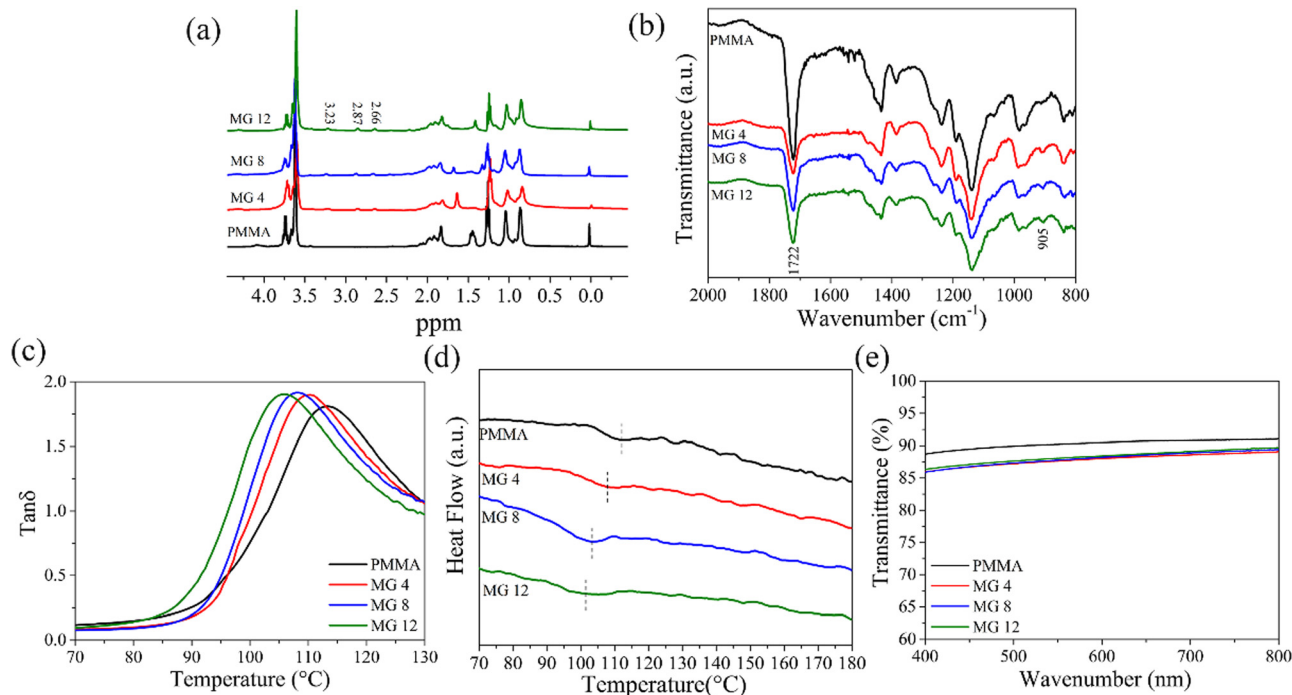 (a)
MG 12
3.23
2.87
2.66
MG 8
MG 4
PMMA
4.0 3.5 3.0 2.5 2.0 1.5 1.0 0.5 0.0
ppm
(b)
PMMA
MG 4
MG 8
MG 12
1722
905
Transmittance (a.u.)
2000 1800 1600 1400 1200 1000 800
Wavenumber (cm⁻¹)
(c)
2.0
1.5
1.0
0.5
0.0
Tanδ
PMMA
MG 4
MG 8
MG 12
70 80 90 100 110 120 130
Temperature (°C)
(d)
Heat Flow (a.u.)
PMMA
MG 4
MG 8
MG 12
70 80 90 100 110 120 130 140 150 160 170 180
Temperature(°C)
(e)
100
95
90
85
80
75
70
65
60
Transmittance (%)
PMMA
MG 4
MG 8
MG 12
400 500 600 700 800
Wavenumber (nm)